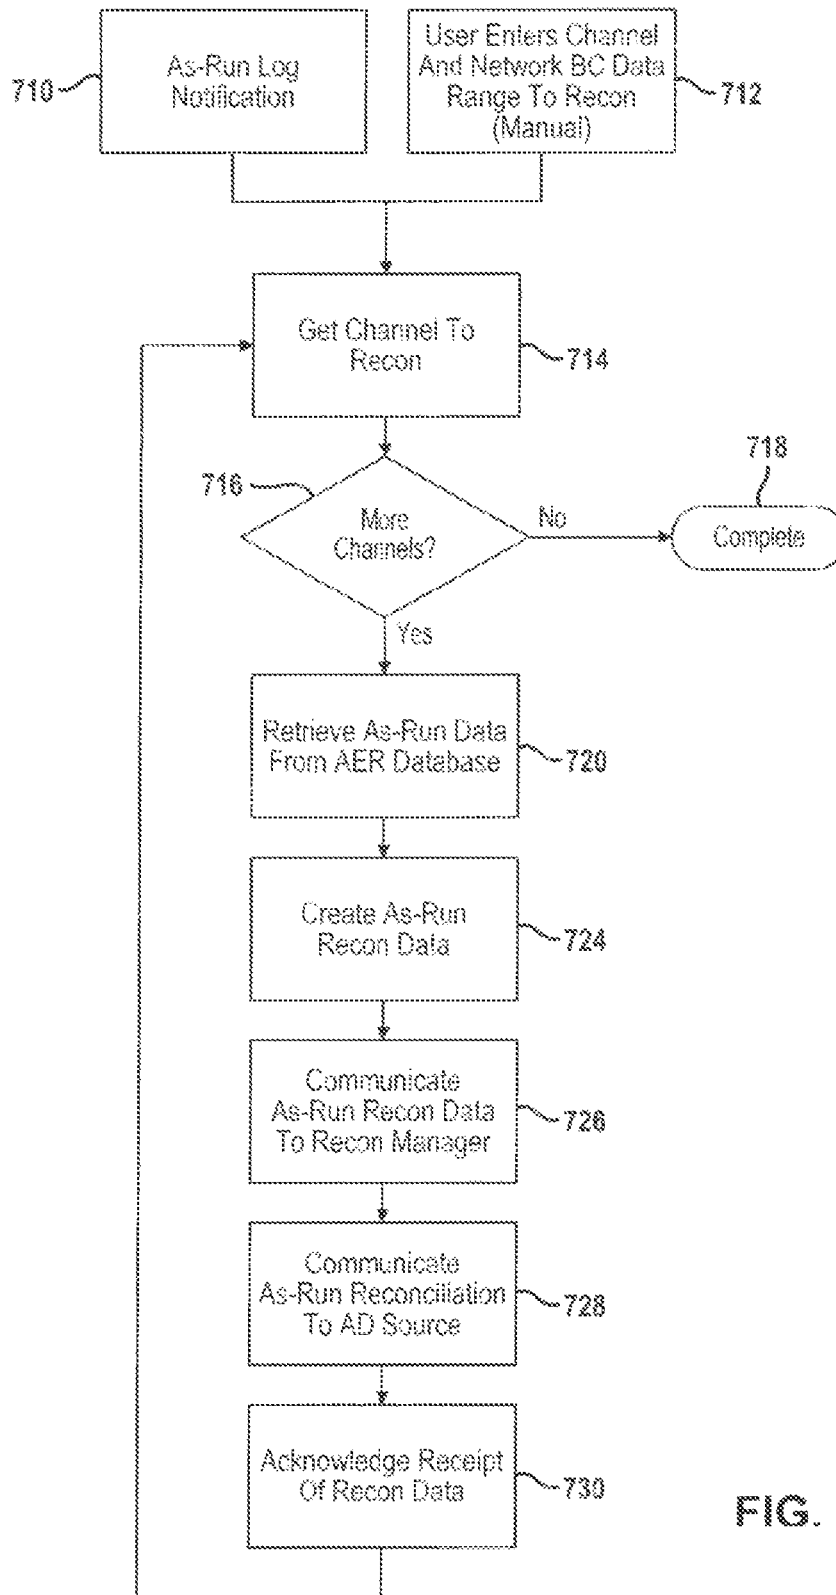 710
As-Run Log
Notification
User Enters Channel
And Network BC Data
Range To Recon
(Manual)
712
Get Channel To
Recon
714
716
More
Channels?
No
718
Complete
Yes
Retrieve As-Run Data
From AER Database
720
Create As-Run
Recon Data
724
Communicate
As-Run Recon Data
To Recon Manager
726
Communicate
As-Run Reconciliation
To AD Source
728
Acknowledge Receipt
Of Recon Data
730
FIG.